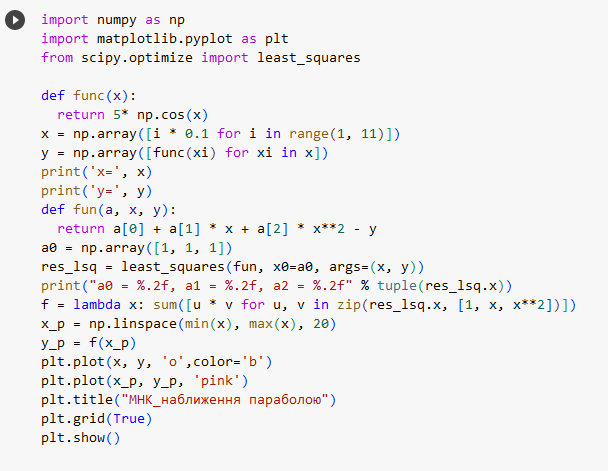 import numpy as np
import matplotlib.pyplot as plt
from scipy.optimize import least_squares

def func(x):
  return 5* np.cos(x)
x = np.array([i * 0.1 for i in range(1, 11)])
y = np.array([func(xi) for xi in x])
print('x=', x)
print('y=', y)
def fun(a, x, y):
  return a[0] + a[1] * x + a[2] * x**2 - y
a0 = np.array([1, 1, 1])
res_lsq = least_squares(fun, x0=a0, args=(x, y))
print("a0 = %.2f, a1 = %.2f, a2 = %.2f" % tuple(res_lsq.x))
f = lambda x: sum([u * v for u, v in zip(res_lsq.x, [1, x, x**2])])
x_p = np.linspace(min(x), max(x), 20)
y_p = f(x_p)
plt.plot(x, y, 'o',color='b')
plt.plot(x_p, y_p, 'pink')
plt.title("МНК_наближення параболою")
plt.grid(True)
plt.show()